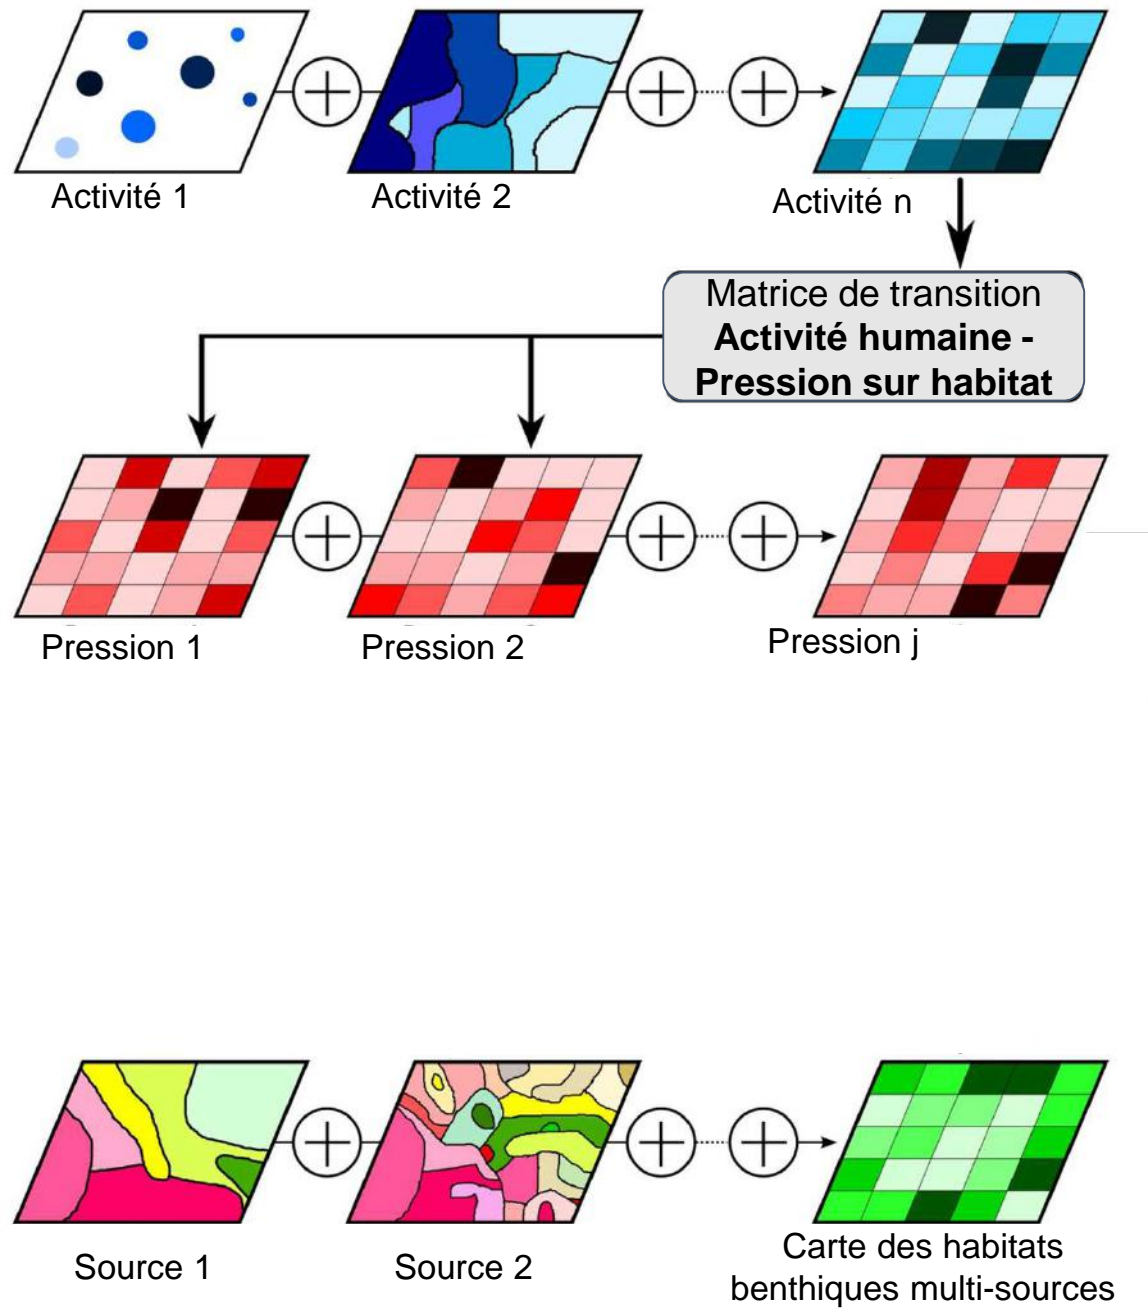 Activité 1
Activité 2
Activité n
Matrice de transition
Activité humaine -
Pression sur habitat
Pression 1
Pression 2
Pression j
Source 1
Source 2
Carte des habitats
benthiques multi-sources